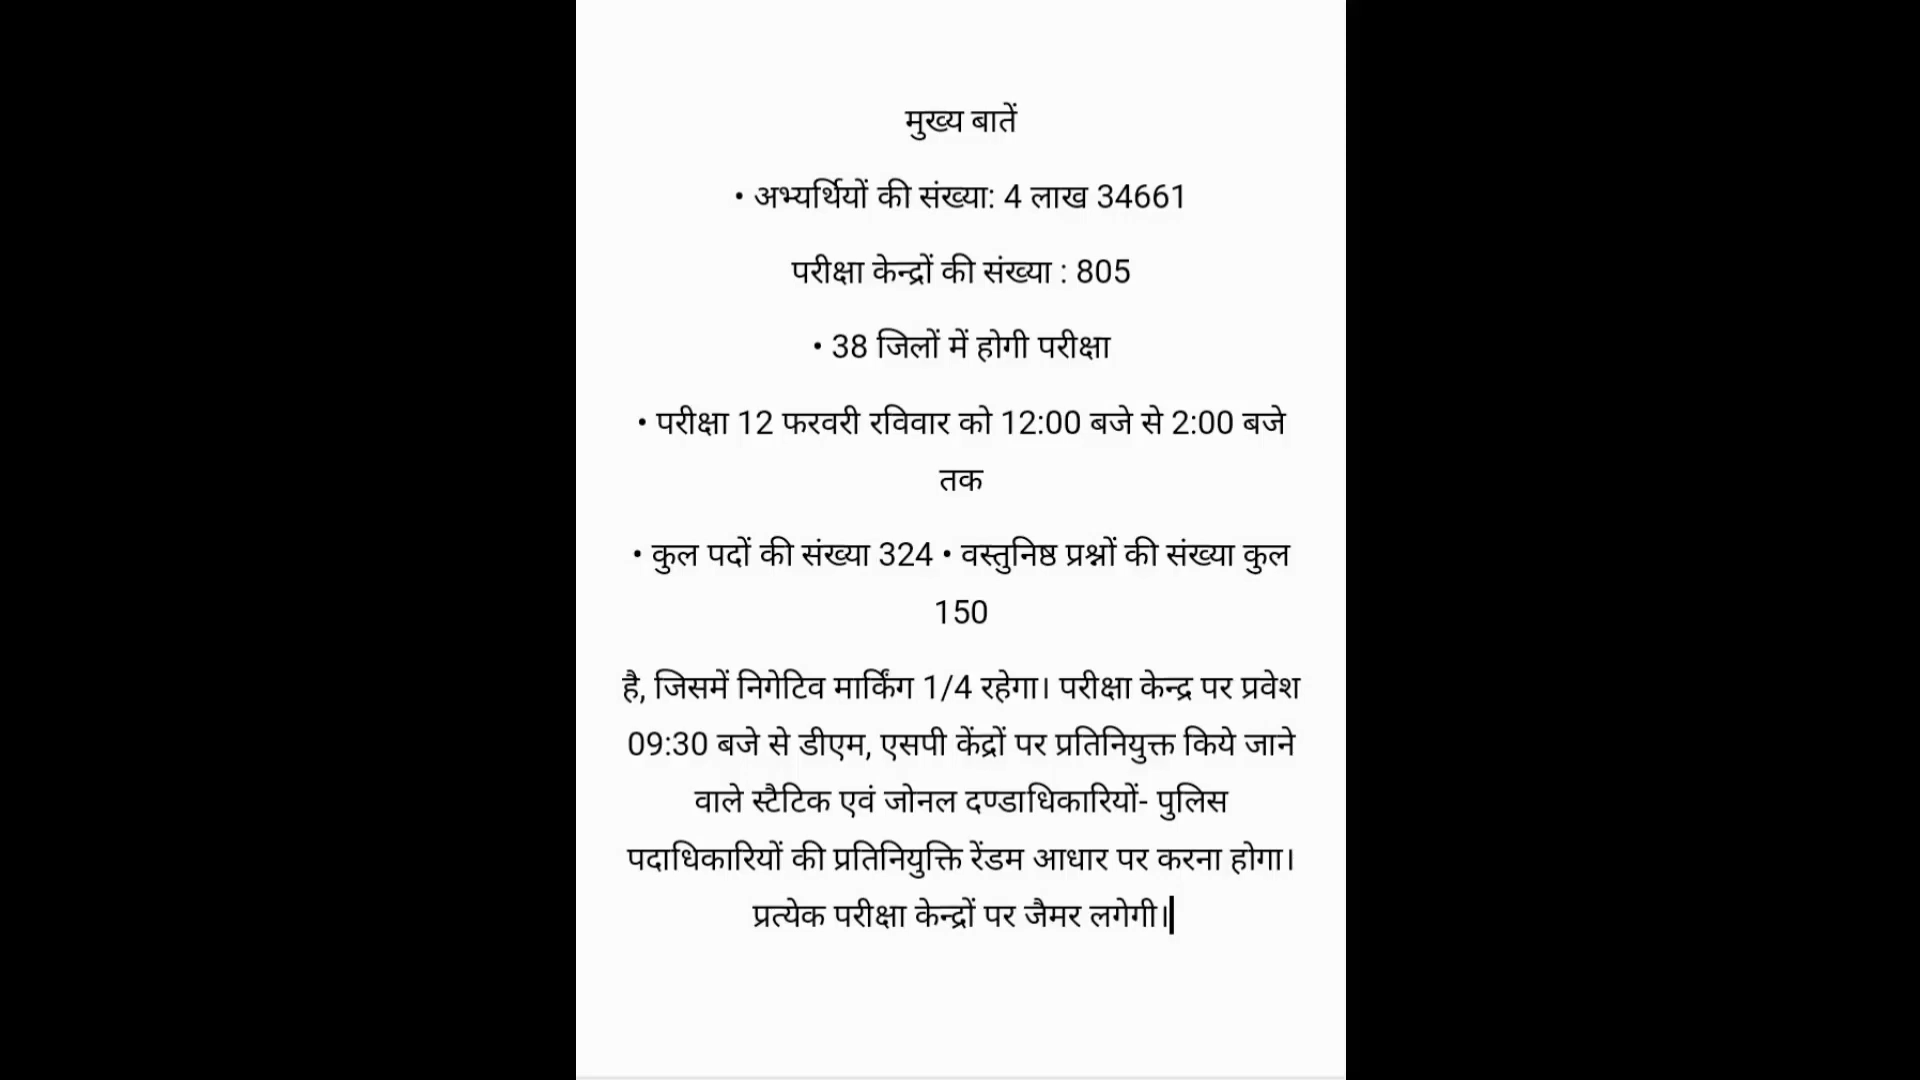 मुख्य बातें
• अभ्यर्थियों की संख्या: 4 लाख 34661
परीक्षा केन्द्रों की संख्या : 805
• 38 जिलों में होगी परीक्षा
• परीक्षा 12 फरवरी रविवार को 12:00 बजे से 2:00 बजे
तक
• कुल पदों की संख्या 324 • वस्तुनिष्ठ प्रश्नों की संख्या कुल
150
है, जिसमें निगेटिव मार्किंग 1/4 रहेगा। परीक्षा केन्द्र पर प्रवेश
09:30 बजे से डीएम, एसपी केंद्रों पर प्रतिनियुक्त किये जाने
वाले स्टैटिक एवं जोनल दण्डाधिकारियों- पुलिस
पदाधिकारियों की प्रतिनियुक्ति रेंडम आधार पर करना होगा।
प्रत्येक परीक्षा केन्द्रों पर जैमर लगेगी।